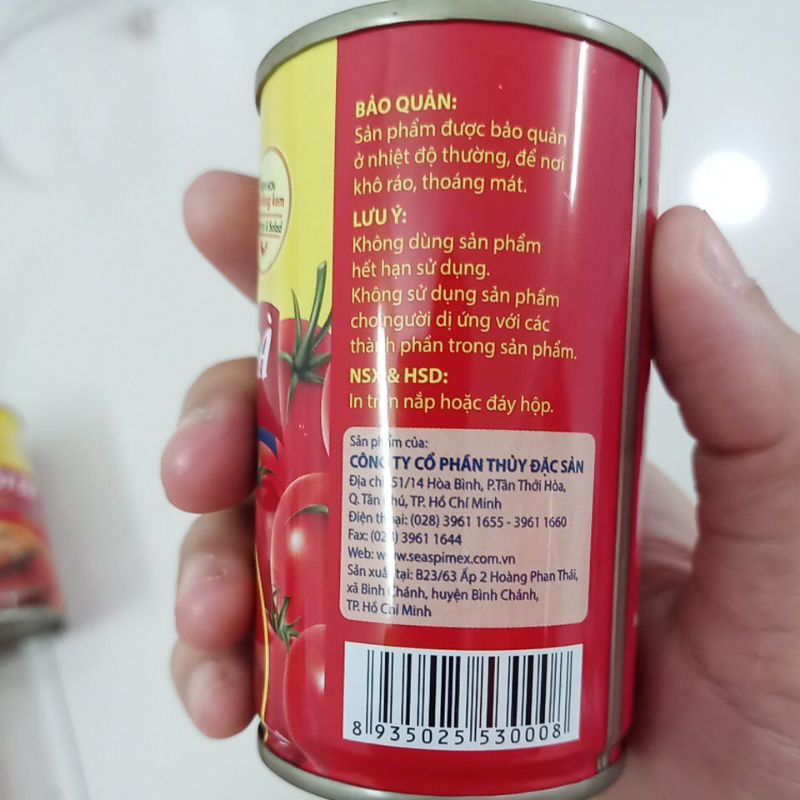 BẢO QUẢN:
Sản phẩm được bảo quản
ở nhiệt độ thường, để nơi
khô ráo, thoáng mát.
LƯU Ý:
Không dùng sản phẩm
hết hạn sử dụng.
Không sử dụng sản phẩm
cho người dị ứng với các
thành phần trong sản phẩm.
NSX & HSD:
In trên nắp hoặc đáy hộp.
Sản phẩm của:
CÔNG TY CỔ PHẦN THỦY ĐẶC SẢN
Địa chỉ: 51/14 Hòa Bình, P.Tân Thới Hòa,
Q. Tân Phú, TP. Hồ Chí Minh
Điện thoại: (028) 3961 1655 - 3961 1660
Fax: (028) 3961 1644
Web: www.seaspimex.com.vn
Sản xuất tại: B23/63 Ấp 2 Hoàng Phan Thái,
xã Bình Chánh, huyện Bình Chánh,
TP. Hồ Chí Minh
8 935025 530008
kem
& Salad
À